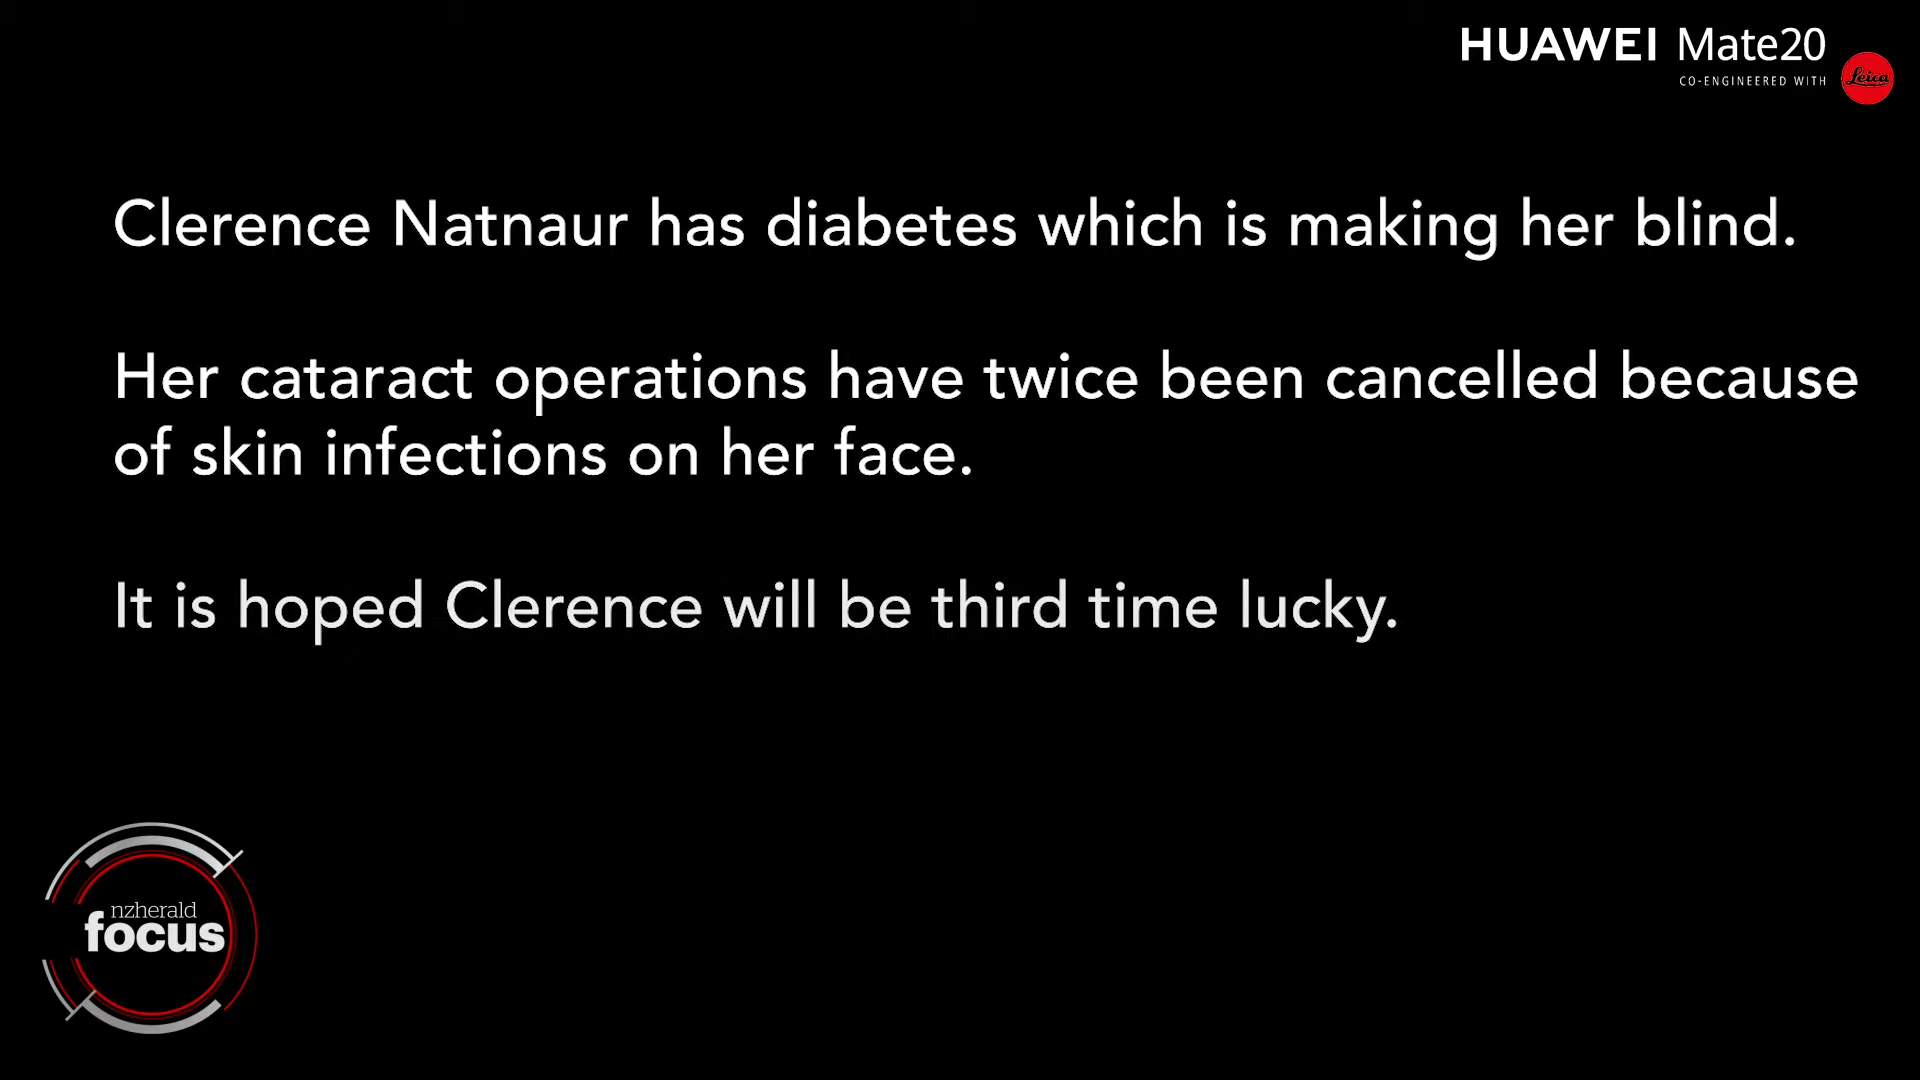 HUAWEI Mate20
CO-ENGINEERED WITH
Leica
Clerence Natnaur has diabetes which is making her blind.
Her cataract operations have twice been cancelled because
of skin infections on her face.
It is hoped Clerence will be third time lucky.
nzherald
focus